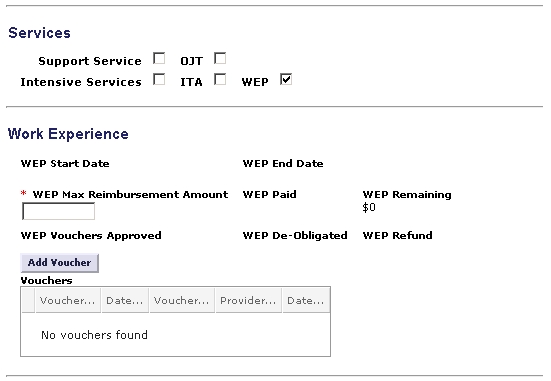 Services
Support Service OJT
Intensive Services ITA WEP
Work Experience
WEP Start Date WEP End Date
* WEP Max Reimbursement Amount WEP Paid WEP Remaining
$0
WEP Vouchers Approved WEP De-Obligated WEP Refund
Add Voucher
Vouchers
Voucher... Date... Voucher... Provider... Date...
No vouchers found